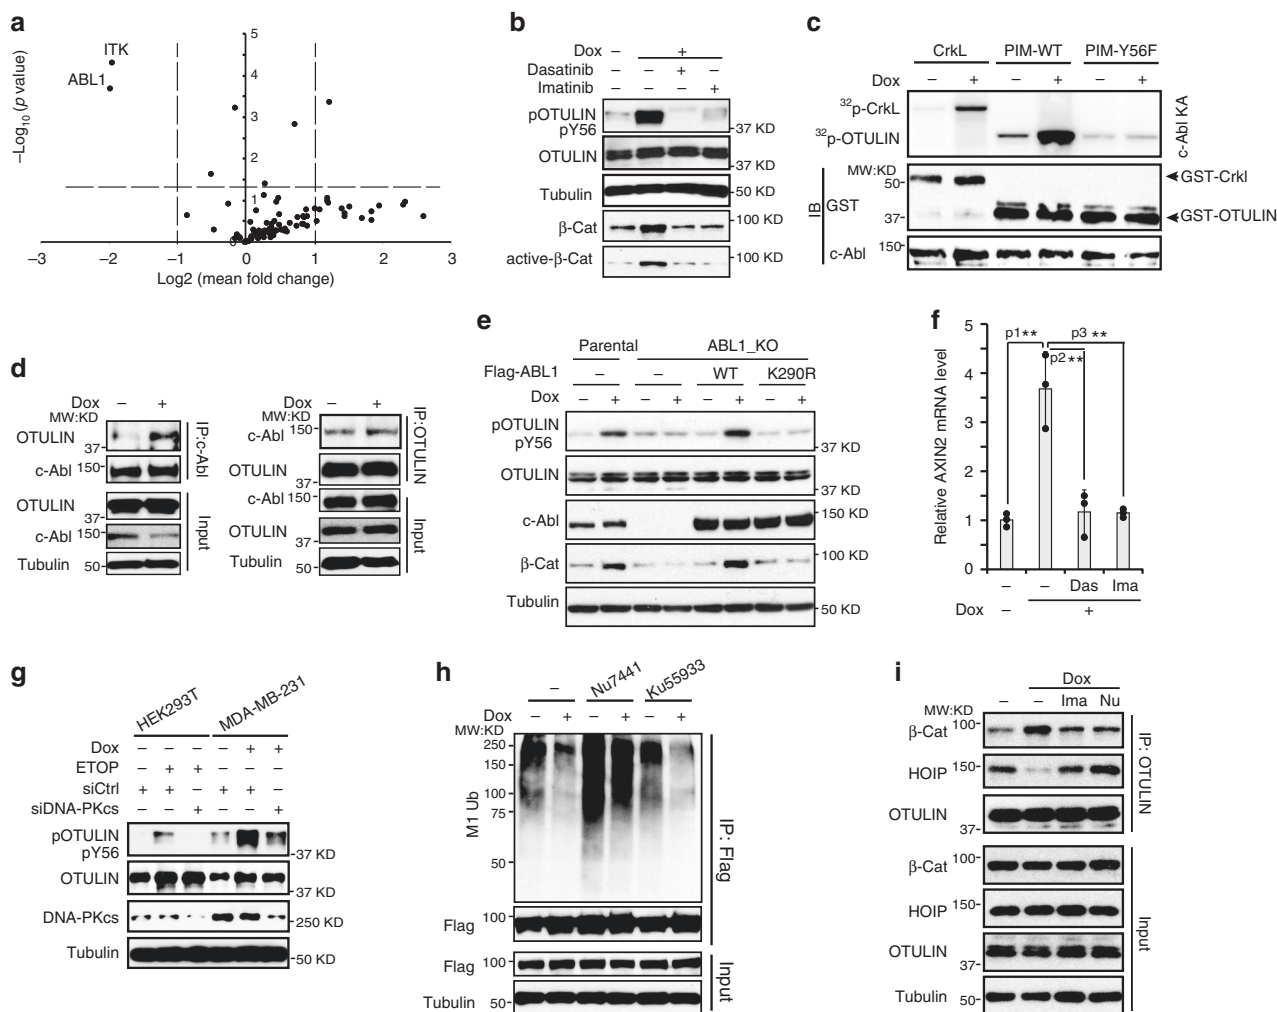 a
−Log10 (p value)
5
4
3
2
1
0
ITK
ABL1
−3 −2 −1 0 1 2 3
Log2 (mean fold change)
b
Dox − − +
Dasatinib − − + −
Imatinib − − − +
pOTULIN
pY56
37 KD
OTULIN
37 KD
Tubulin 50 KD
β-Cat 100 KD
active-β-Cat 100 KD
c
CrkL PIM-WT PIM-Y56F
Dox − + − + − +
32p-CrkL
32p-OTULIN
c-Abl KA
MW:KD
50
GST
37
GST-Crkl
GST-OTULIN
IB
150
c-Abl
d
Dox − +
MW:KD
OTULIN
37
c-Abl 150
IP:c-Abl
OTULIN
37
c-Abl 150
Tubulin 50
Input
Dox − +
MW:KD
c-Abl 150
OTULIN
37
IP:OTULIN
c-Abl 150
OTULIN
37
Tubulin 50
Input
e
Parental ABL1_KO
Flag-ABL1 − − WT K290R
Dox − + − + − + − +
pOTULIN
pY56
37 KD
OTULIN
37 KD
c-Abl 150 KD
β-Cat 100 KD
Tubulin 50 KD
f
Relative AXIN2 mRNA level
5
4
3
2
1
0
p1** p3 **
p2**
− − Das Ima
Dox − +
g
HEK293T MDA-MB-231
Dox − − − − + +
ETOP − + + − − −
siCtrl + + − + + −
siDNA-PKcs − − + − − +
pOTULIN
pY56
37 KD
OTULIN
37 KD
DNA-PKcs 250 KD
Tubulin 50 KD
h
− Nu7441 Ku55933
Dox − + − + − +
MW:KD
250
150
100
75
50
M1 Ub
Flag 100
IP: Flag
Flag 100
Tubulin 50
Input
i
Dox
− − Ima Nu
MW:KD
β-Cat 100
HOIP 150
OTULIN
37
IP: OTULIN
β-Cat 100
HOIP 150
OTULIN
37
Tubulin 50
Input